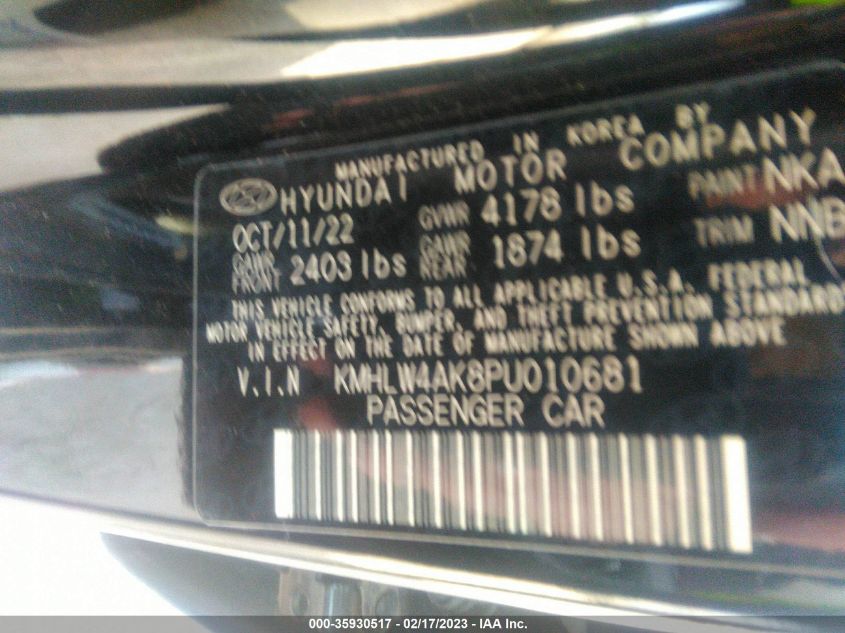 MANUFACTURED IN KOREA BY
HYUNDAI MOTOR COMPANY
OCT/11/22 GVWR 4178 lbs PAINT NKA
GAWR FRONT 2403 lbs GAWR REAR 1874 lbs TRIM NNB
THIS VEHICLE CONFORMS TO ALL APPLICABLE U.S.A. FEDERAL
MOTOR VEHICLE SAFETY, BUMPER, AND THEFT PREVENTION STANDARD
IN EFFECT ON THE DATE OF MANUFACTURE SHOWN ABOVE
V.I.N KMHLW4AK8PU010681
PASSENGER CAR
000-35930517 - 02/17/2023 - IAA Inc.